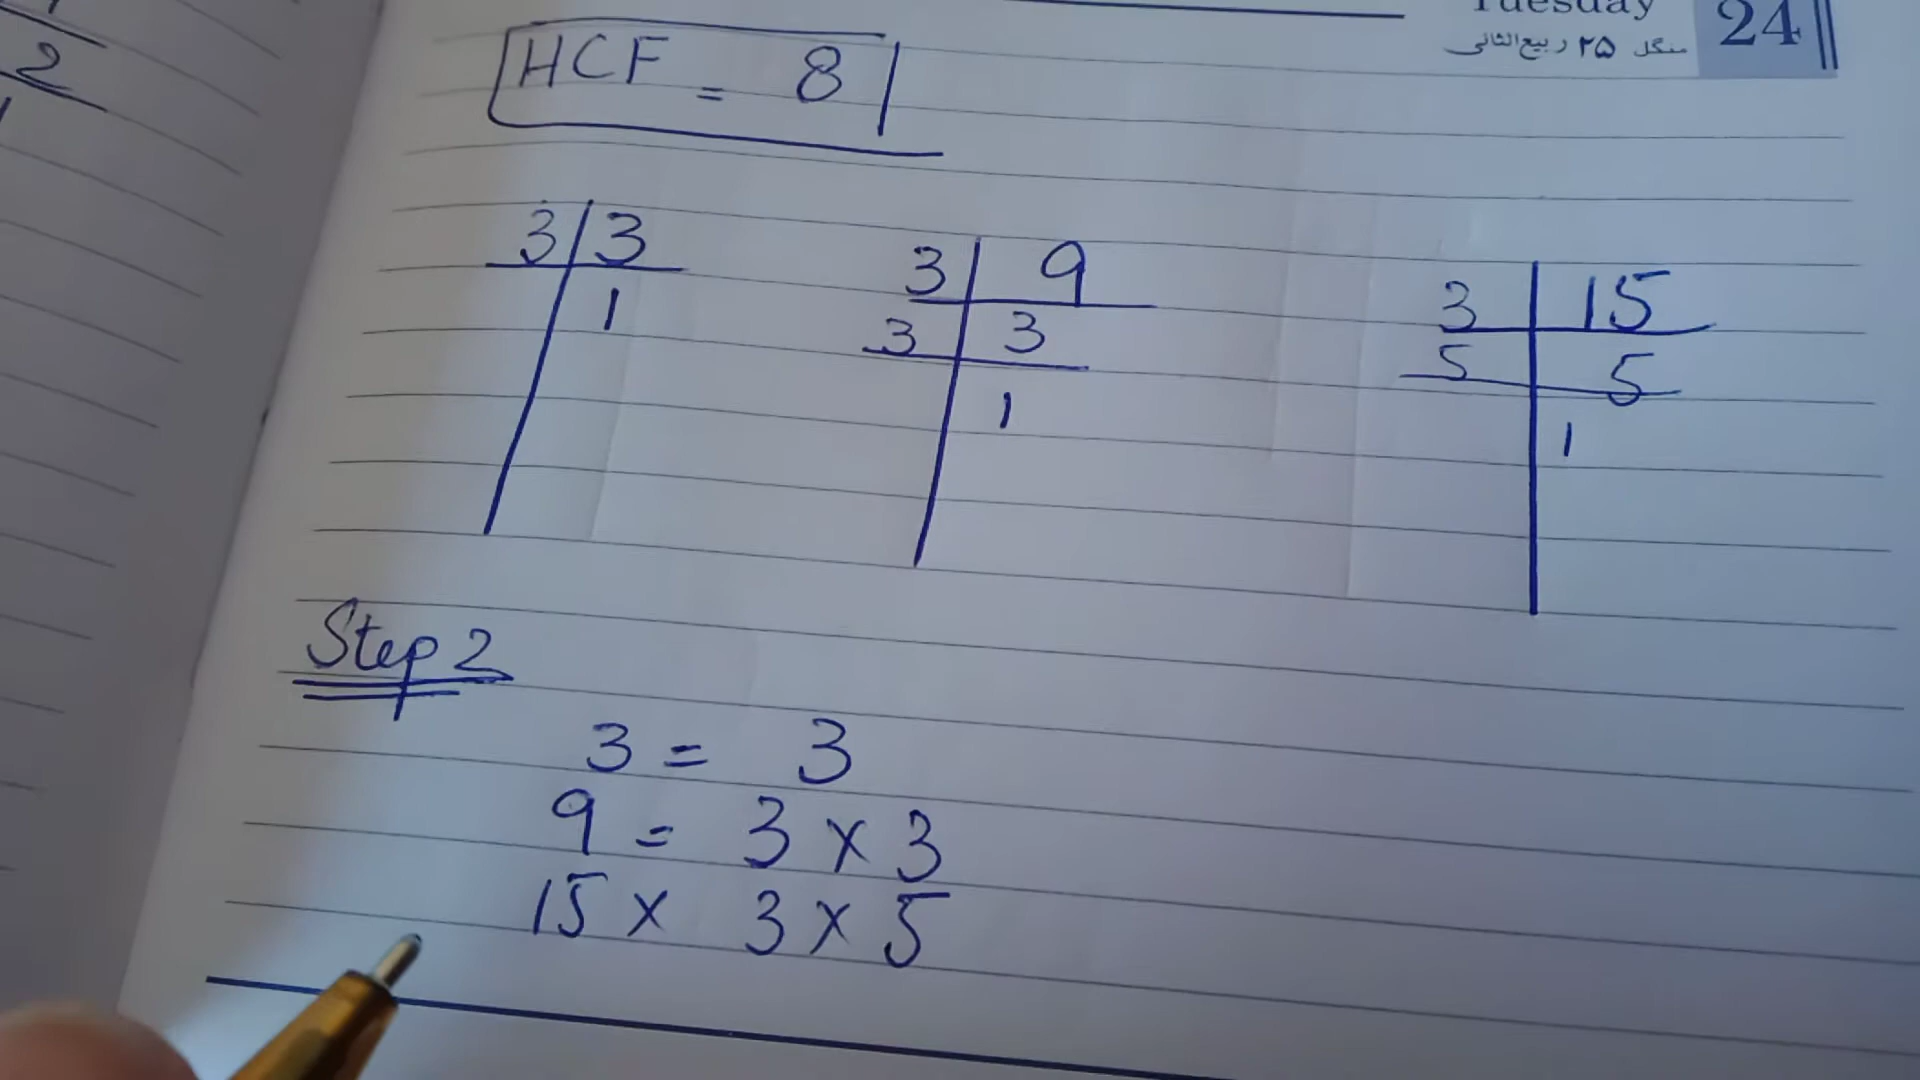 Tuesday
24
منگل ۲۵ ربیع الثانی
2
HCF = 8
3 3
1
3 9
3 3
1
3 15
5 5
1
Step 2
3 = 3
9 = 3 × 3
15 × 3 × 5